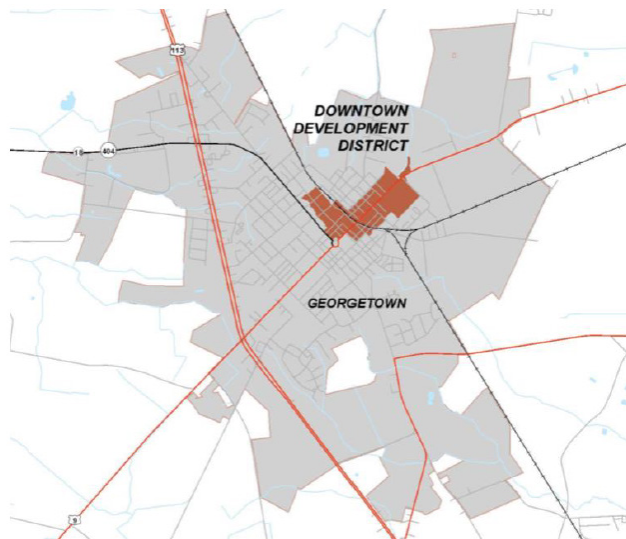 113
DOWNTOWN
DEVELOPMENT
DISTRICT
18
404
GEORGETOWN
9